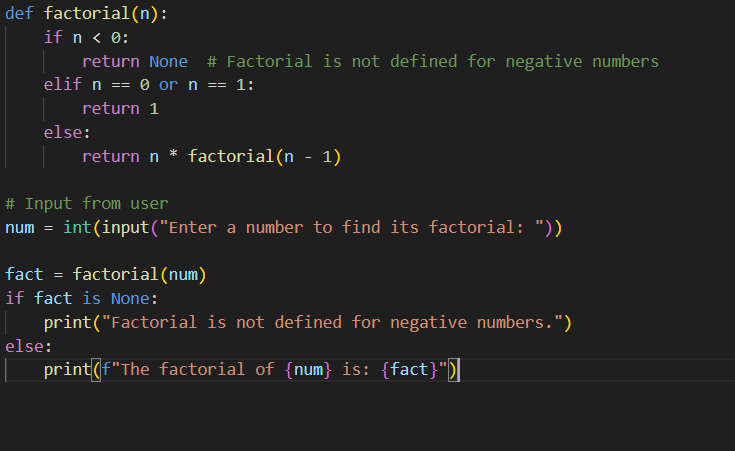 def factorial(n):
    if n < 0:
        return None  # Factorial is not defined for negative numbers
    elif n == 0 or n == 1:
        return 1
    else:
        return n * factorial(n - 1)

# Input from user
num = int(input("Enter a number to find its factorial: "))

fact = factorial(num)
if fact is None:
    print("Factorial is not defined for negative numbers.")
else:
    print(f"The factorial of {num} is: {fact}")